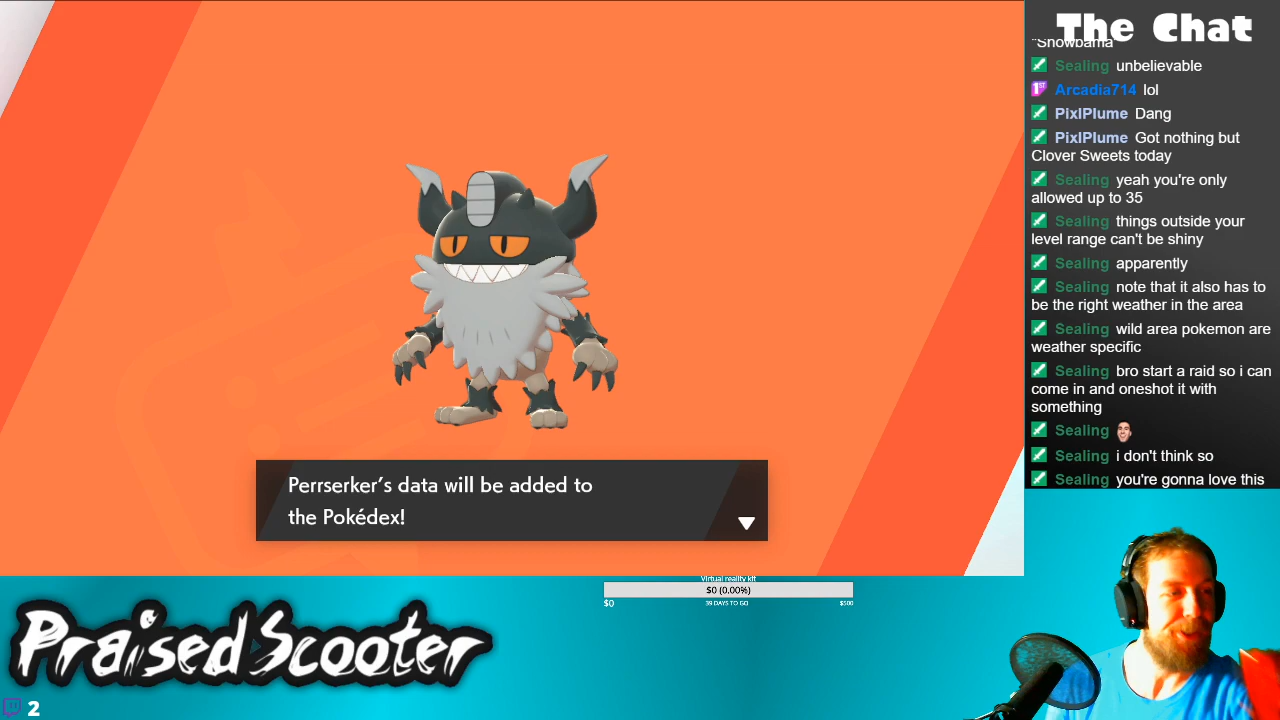 The Chat
"Snowbama"
Sealing unbelievable
1ST Arcadia714 lol
PixlPlume Dang
PixlPlume Got nothing but
Clover Sweets today
Sealing yeah you're only
allowed up to 35
Sealing things outside your
level range can't be shiny
Sealing apparently
Sealing note that it also has to
be the right weather in the area
Sealing wild area pokemon are
weather specific
Sealing bro start a raid so i can
come in and oneshot it with
something
Sealing
Sealing i don't think so
Sealing you're gonna love this
Perrserker's data will be added to
the Pokédex!
Virtual reality kit
$0 (0.00%)
$0 39 DAYS TO GO $500
PraisedScooter
2